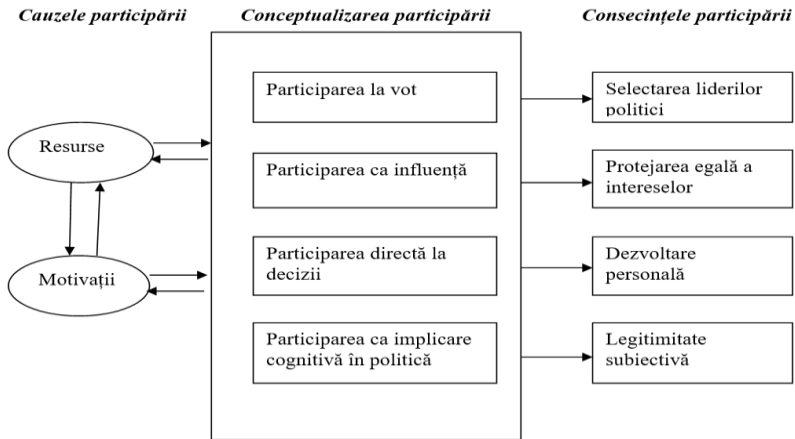 Cauzele participării
Conceptualizarea participării
Consecințele participării
Resurse
Motivații
Participarea la vot
Participarea ca influență
Participarea directă la
decizii
Participarea ca implicare
cognitivă în politică
Selectarea liderilor
politici
Protejarea egală a
intereselor
Dezvoltare
personală
Legitimitate
subiectivă